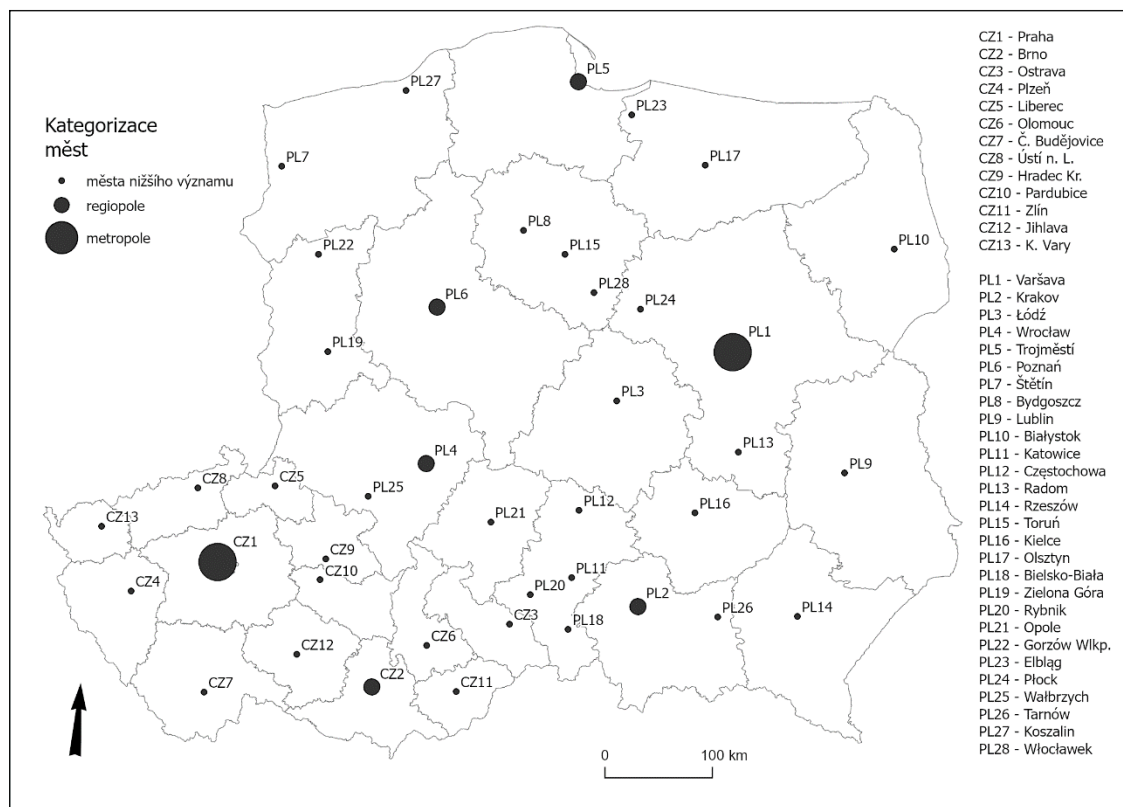 PL5
PL27
PL23
PL17
PL7
PL8
PL10
PL22
PL15
PL28
PL6
PL24
PL1
PL19
PL3
PL13
PL4
PL9
CZ8
CZ5
PL25
PL12
PL16
PL21
CZ13
CZ1
CZ9
CZ10
PL11
CZ4
PL20
PL2
PL26
PL14
CZ3
PL18
CZ6
CZ12
CZ2
CZ11
CZ7
Kategorizace
měst
města nižšího významu
regiopole
metropole
0 100 km
CZ1 - Praha
CZ2 - Brno
CZ3 - Ostrava
CZ4 - Plzeň
CZ5 - Liberec
CZ6 - Olomouc
CZ7 - Č. Budějovice
CZ8 - Ústí n. L.
CZ9 - Hradec Kr.
CZ10 - Pardubice
CZ11 - Zlín
CZ12 - Jihlava
CZ13 - K. Vary
PL1 - Varšava
PL2 - Krakov
PL3 - Łódź
PL4 - Wrocław
PL5 - Trojměstí
PL6 - Poznań
PL7 - Štětín
PL8 - Bydgoszcz
PL9 - Lublin
PL10 - Białystok
PL11 - Katowice
PL12 - Częstochowa
PL13 - Radom
PL14 - Rzeszów
PL15 - Toruń
PL16 - Kielce
PL17 - Olsztyn
PL18 - Bielsko-Biała
PL19 - Zielona Góra
PL20 - Rybnik
PL21 - Opole
PL22 - Gorzów Wlkp.
PL23 - Elbląg
PL24 - Płock
PL25 - Wałbrzych
PL26 - Tarnów
PL27 - Koszalin
PL28 - Włocławek